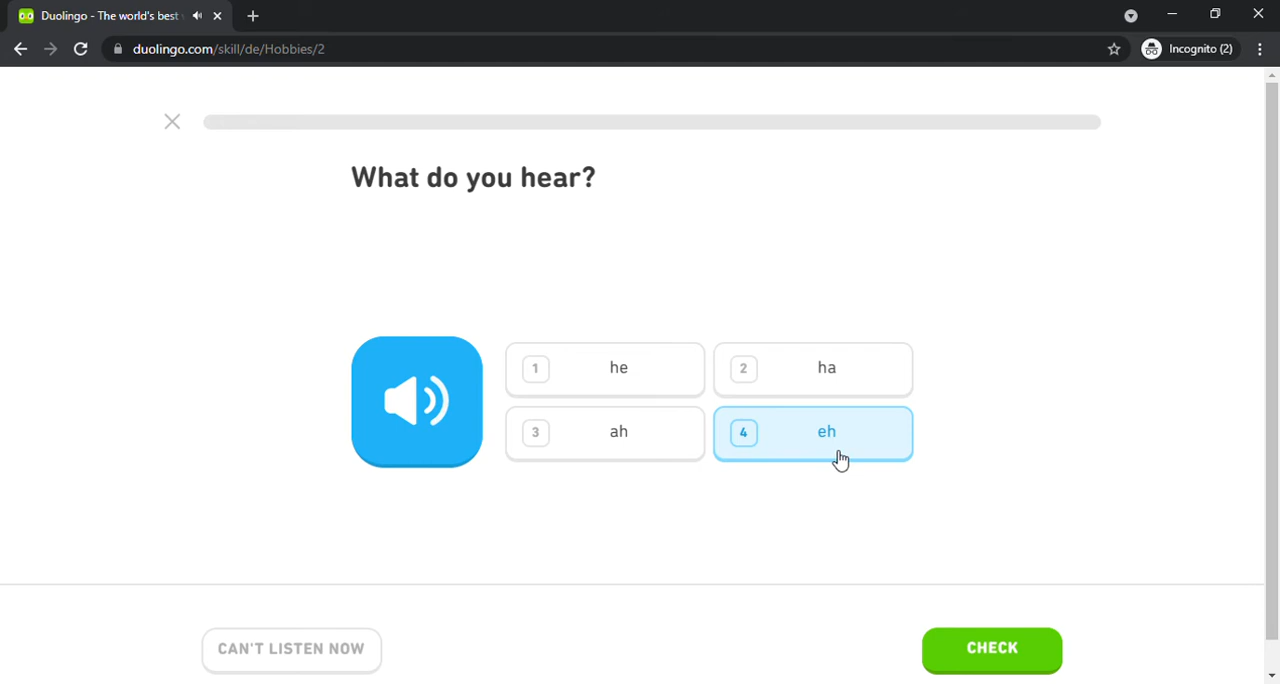 Duolingo - The world's best
duolingo.com/skill/de/Hobbies/2
Incognito (2)
What do you hear?
1 he
2 ha
3 ah
4 eh
CAN'T LISTEN NOW
CHECK